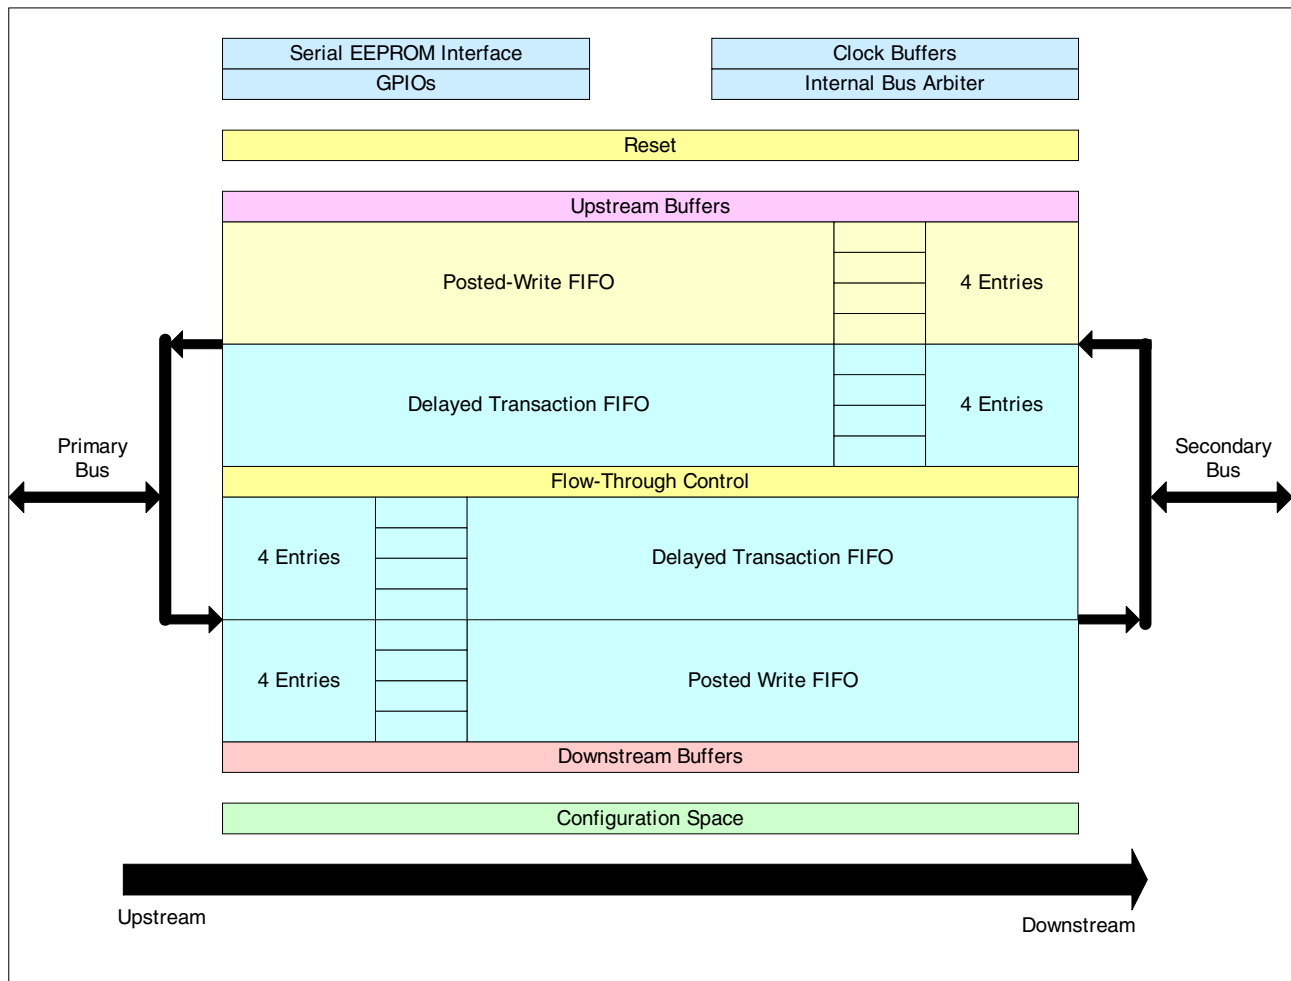 Serial EEPROM Interface
Clock Buffers
GPIOs
Internal Bus Arbiter
Reset
Upstream Buffers
Posted-Write FIFO
4 Entries
Delayed Transaction FIFO
4 Entries
Primary
Bus
Secondary
Bus
Flow-Through Control
4 Entries
Delayed Transaction FIFO
4 Entries
Posted Write FIFO
Downstream Buffers
Configuration Space
Upstream
Downstream